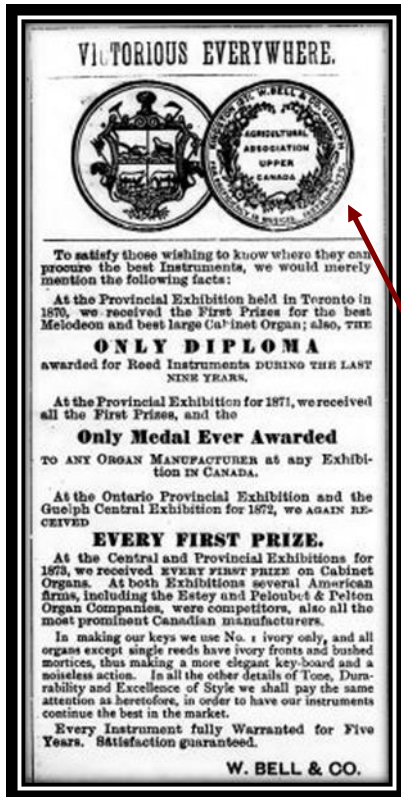 VICTORIOUS EVERYWHERE.
KINGSTON 1871. W. BELL & CO. GUELPH
FOR PROFICIENCY IN MUSICAL INSTRUMENTS
AGRICULTURAL
ASSOCIATION
UPPER
CANADA
To satisfy those wishing to know where they can
procure the best Instruments, we would merely
mention the following facts:
At the Provincial Exhibition held in Toronto in
1870, we received the First Prizes for the best
Melodeon and best large Cabinet Organ; also, THE
ONLY DIPLOMA
awarded for Reed Instruments DURING THE LAST
NINE YEARS.
At the Provincial Exhibition for 1871, we received
all the First Prizes, and the
Only Medal Ever Awarded
TO ANY ORGAN MANUFACTURER at any Exhibi-
tion IN CANADA.
At the Ontario Provincial Exhibition and the
Guelph Central Exhibition for 1872, we AGAIN RE-
CEIVED
EVERY FIRST PRIZE.
At the Central and Provincial Exhibitions for
1873, we received EVERY FIRST PRIZE on Cabinet
Organs. At both Exhibitions several American
firms, including the Estey and Peloubet & Pelton
Organ Companies, were competitors, also all the
most prominent Canadian manufacturers.
In making our keys we use No. 1 ivory only, and all
organs except single reeds have ivory fronts and bushed
mortices, thus making a more elegant key-board and a
noiseless action. In all the other details of Tone, Dura-
rability and Excellence of Style we shall pay the same
attention as heretofore, in order to have our instruments
continue the best in the market.
Every Instrument fully Warranted for Five
Years. Satisfaction guaranteed.
W. BELL & CO.